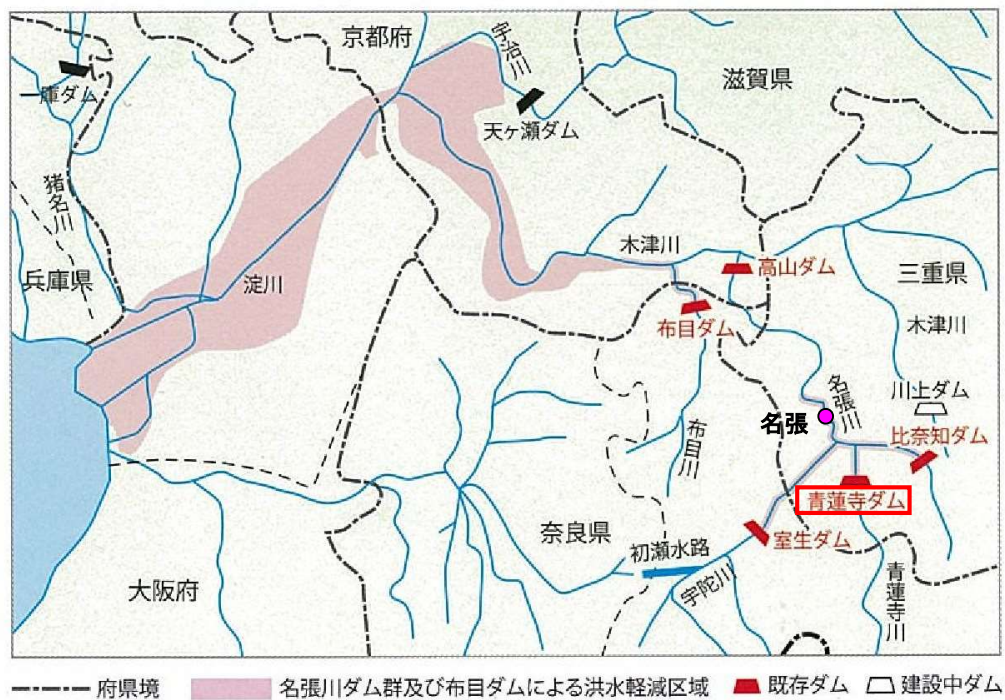 京都府
宇治川
滋賀県
一庫ダム
天ヶ瀬ダム
猪名川
兵庫県
淀川
木津川
高山ダム
三重県
布目ダム
木津川
名張川
川上ダム
名張
比奈知ダム
布目川
青蓮寺ダム
奈良県
初瀬水路
室生ダム
宇陀川
青蓮寺川
大阪府
府県境
名張川ダム群及び布目ダムによる洪水軽減区域
既存ダム
建設中ダム